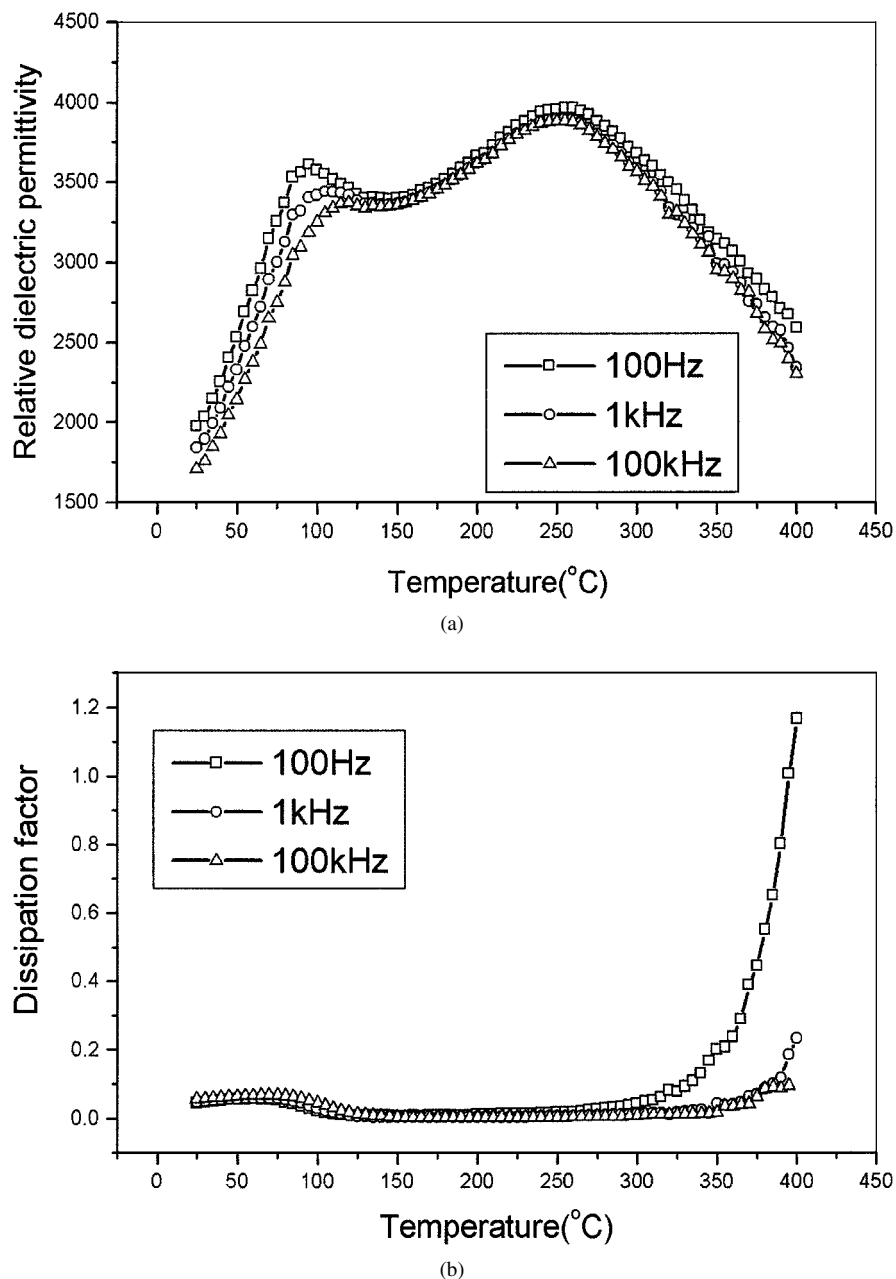 4500
4000
3500
3000
2500
2000
1500
Relative dielectric permittivity
100Hz
1kHz
100kHz
0 50 100 150 200 250 300 350 400 450
Temperature(°C)
(a)
1.2
1.0
0.8
0.6
0.4
0.2
0.0
Dissipation factor
100Hz
1kHz
100kHz
0 50 100 150 200 250 300 350 400 450
Temperature(°C)
(b)